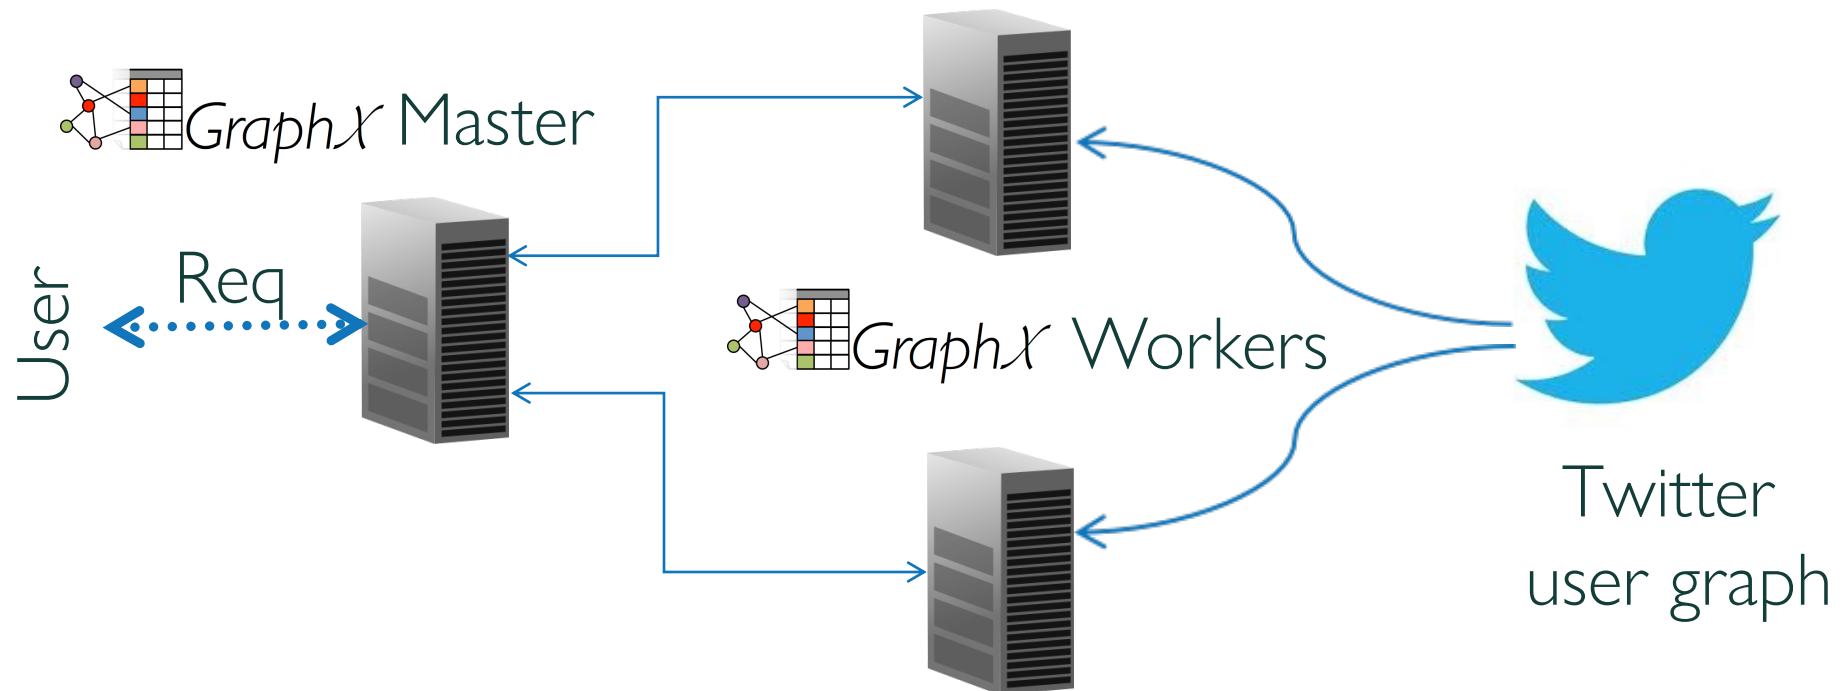 GraphX Master
User
Req
GraphX Workers
Twitter
user graph